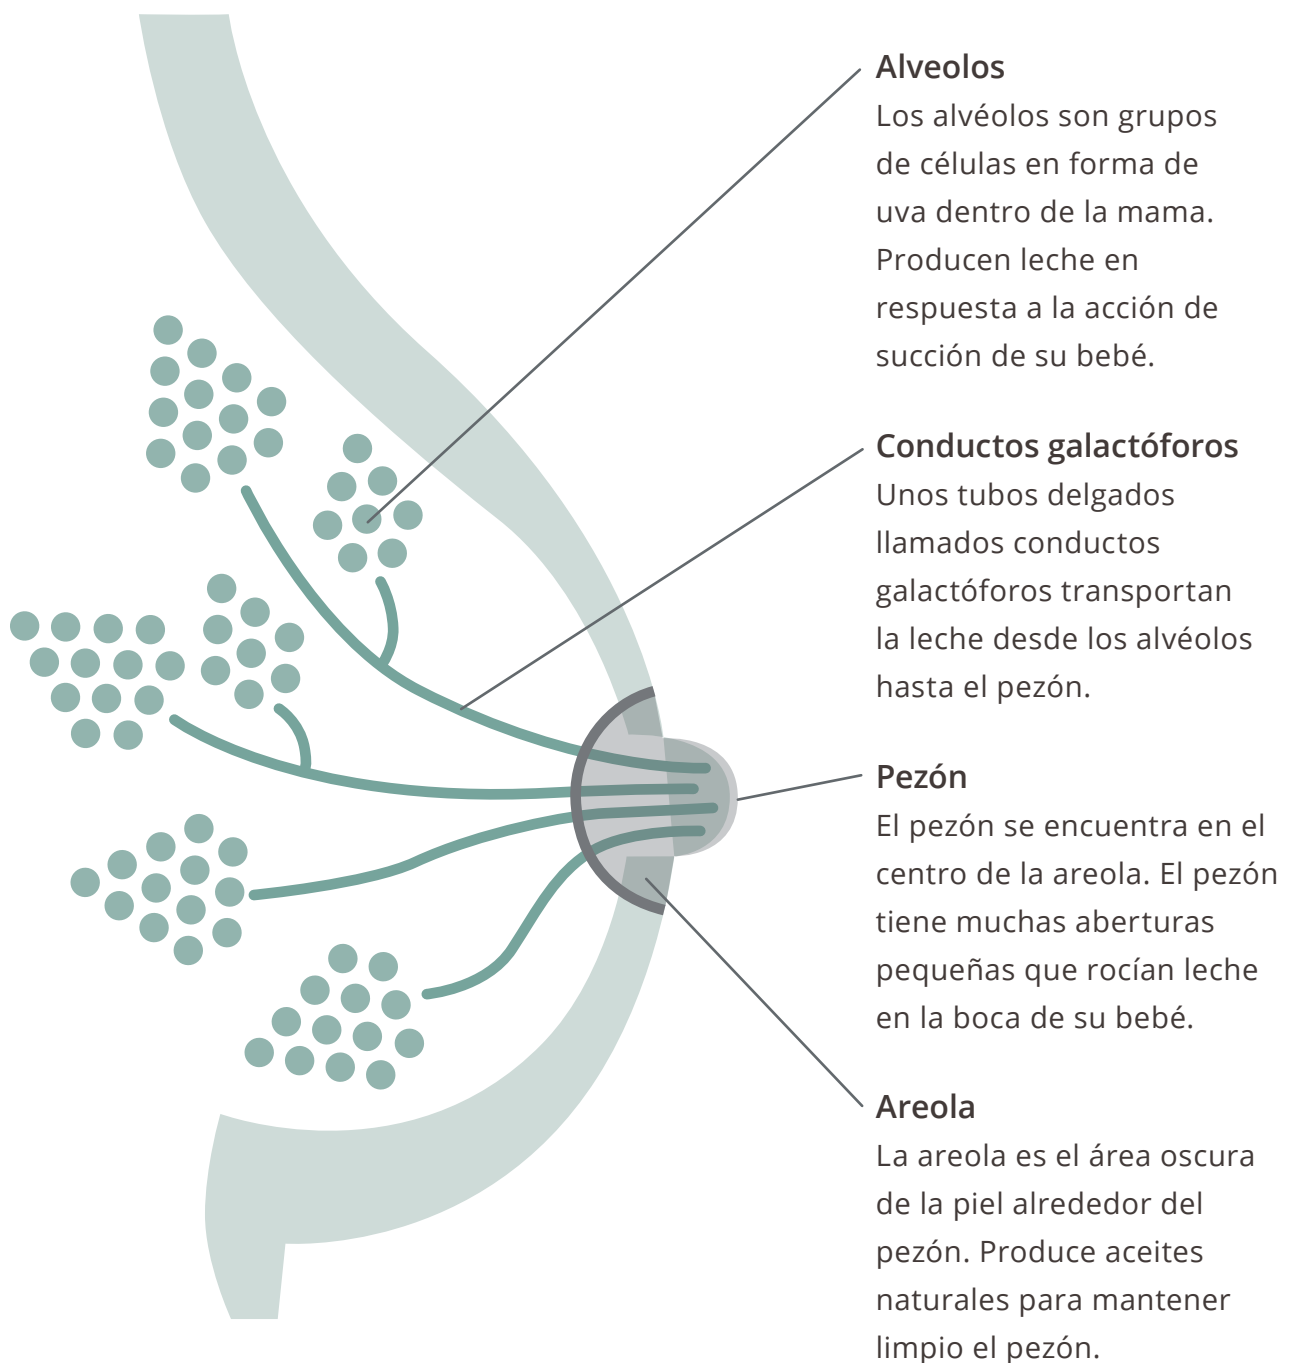 Alveolos
Los alvéolos son grupos
de células en forma de
uva dentro de la mama.
Producen leche en
respuesta a la acción de
succión de su bebé.
Conductos galactóforos
Unos tubos delgados
llamados conductos
galactóforos transportan
la leche desde los alvéolos
hasta el pezón.
Pezón
El pezón se encuentra en el
centro de la areola. El pezón
tiene muchas aberturas
pequeñas que rocían leche
en la boca de su bebé.
Areola
La areola es el área oscura
de la piel alrededor del
pezón. Produce aceites
naturales para mantener
limpio el pezón.